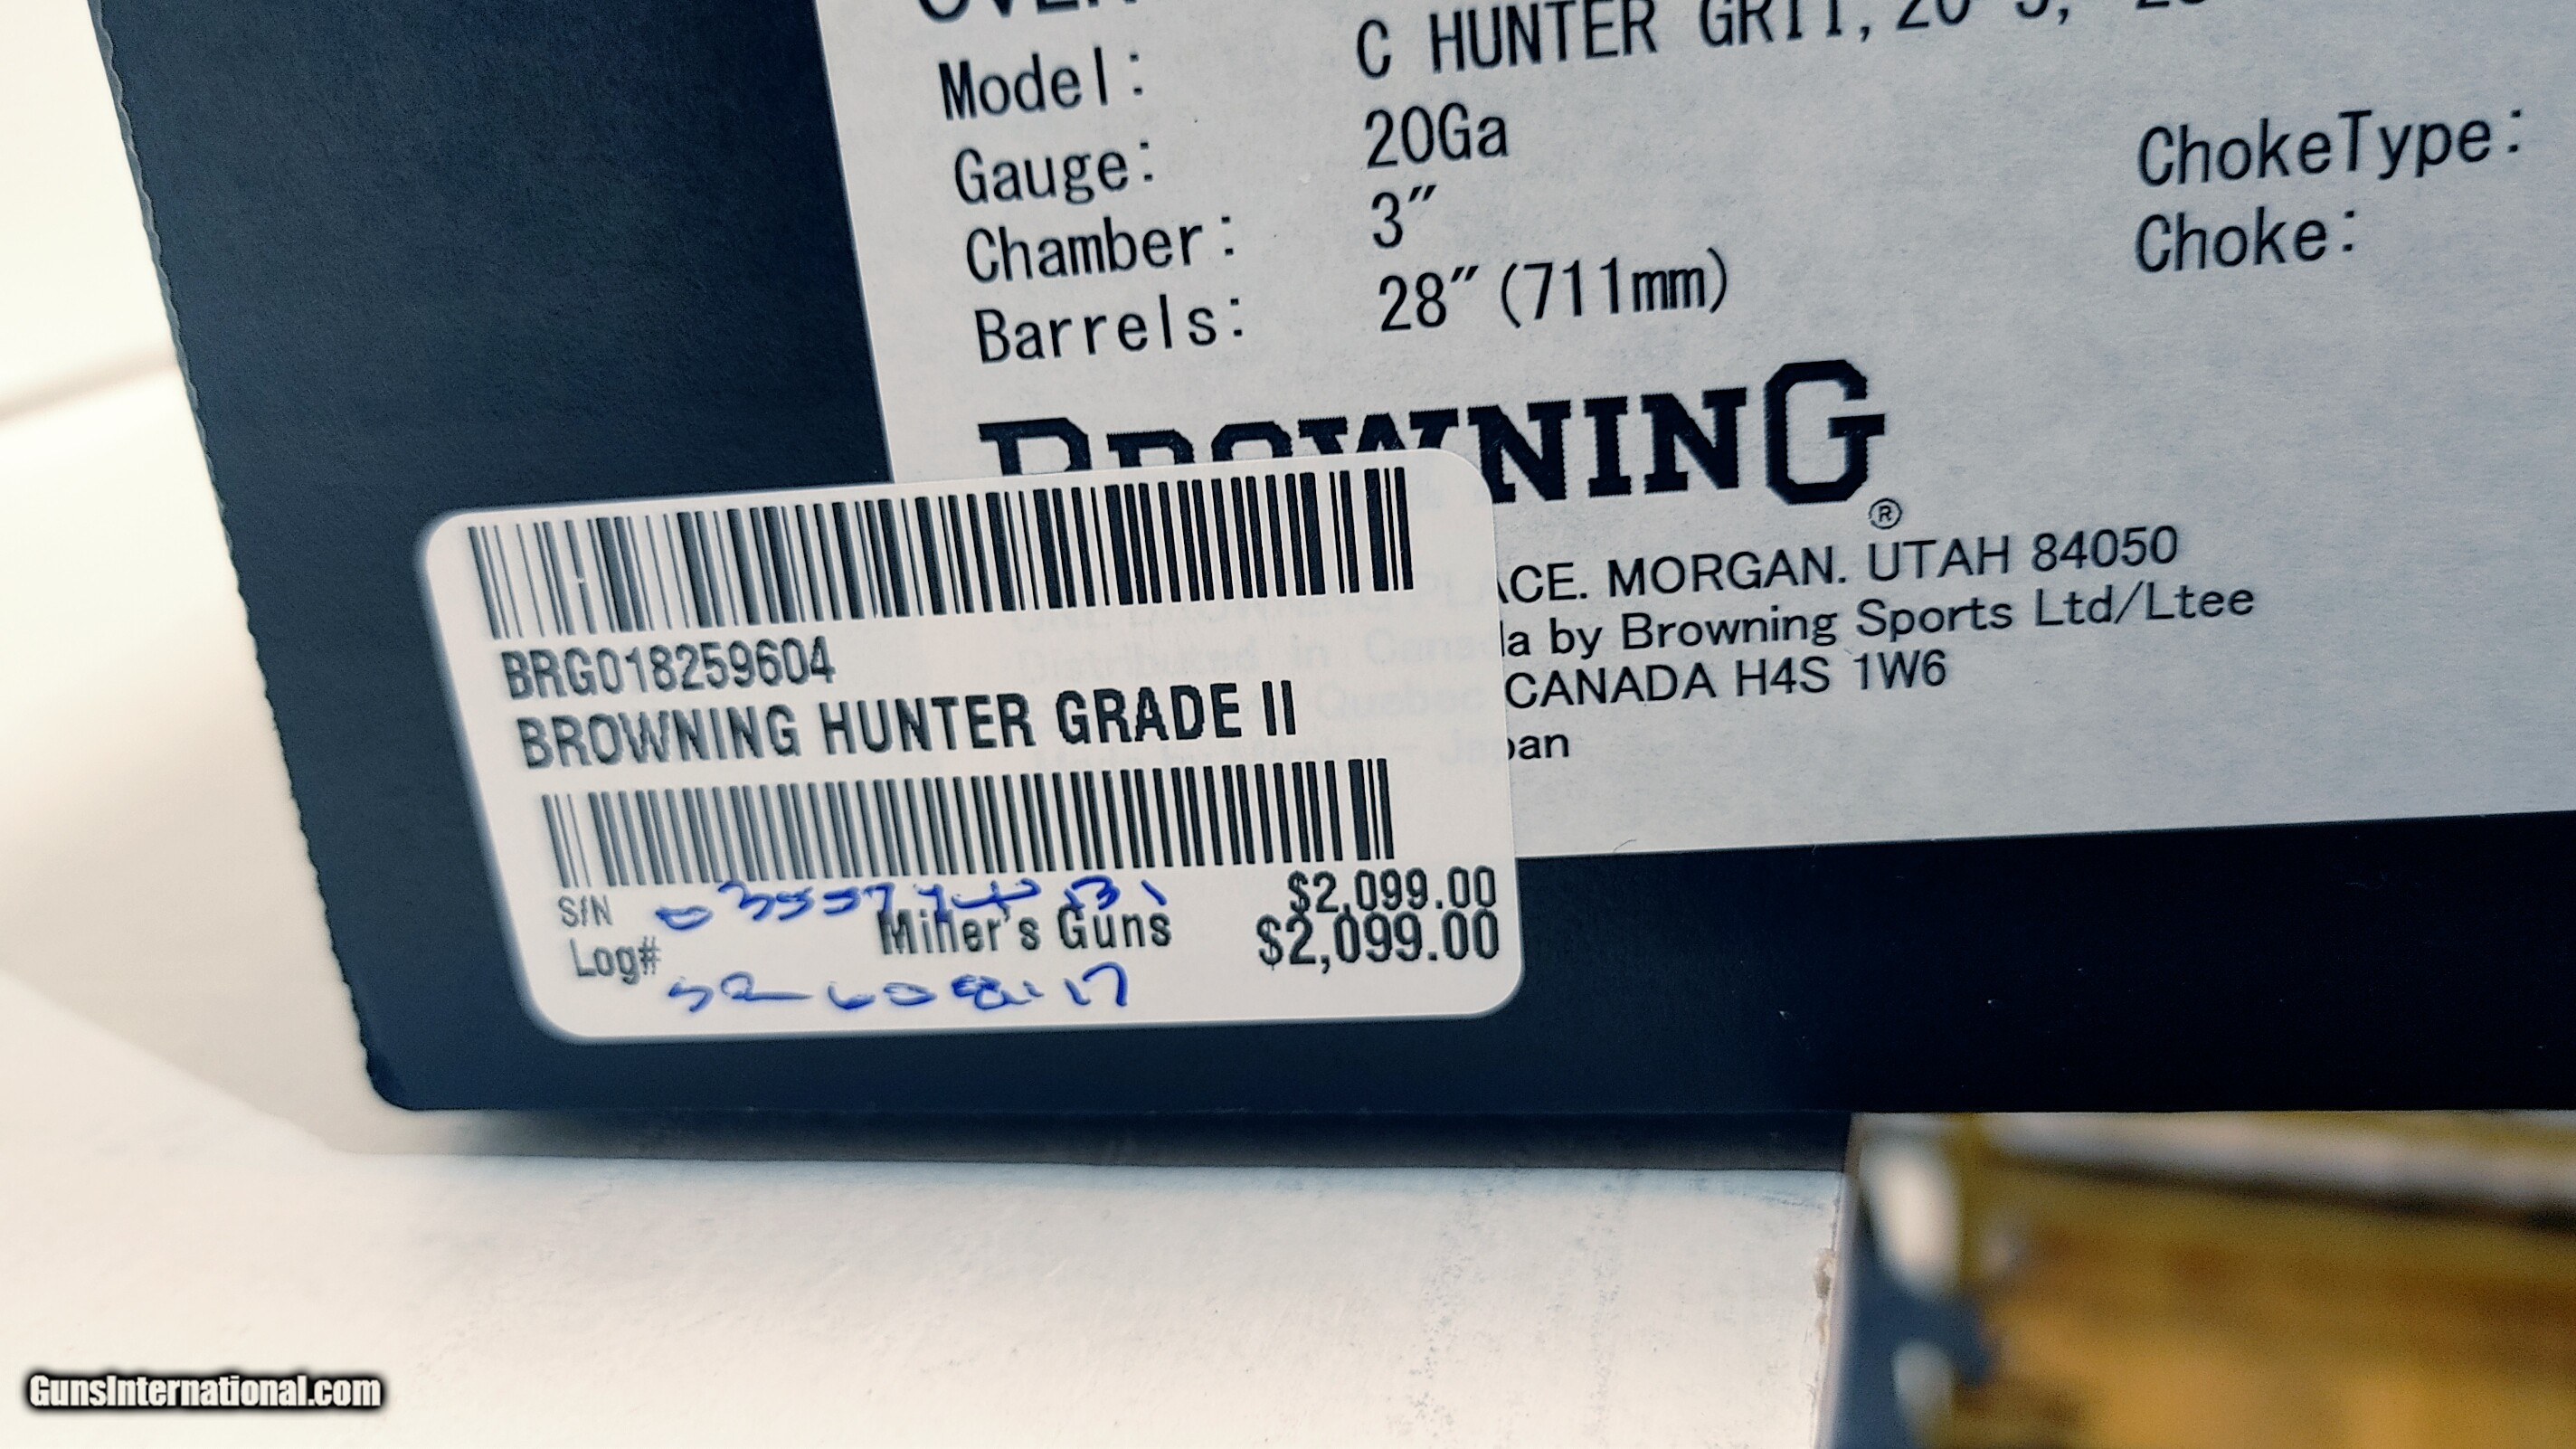 Model: C HUNTER GRII, 20-3,
Gauge: 20Ga
Chamber: 3" ChokeType:
Barrels: 28"(711mm) Choke:
BROWNING®
ACE. MORGAN. UTAH 84050
a by Browning Sports Ltd/Ltee
CANADA H4S 1W6
pan
BRG018259604
BROWNING HUNTER GRADE II
S/N $2,099.00
Miller's Guns $2,099.00
Log#
GunsInternational.com